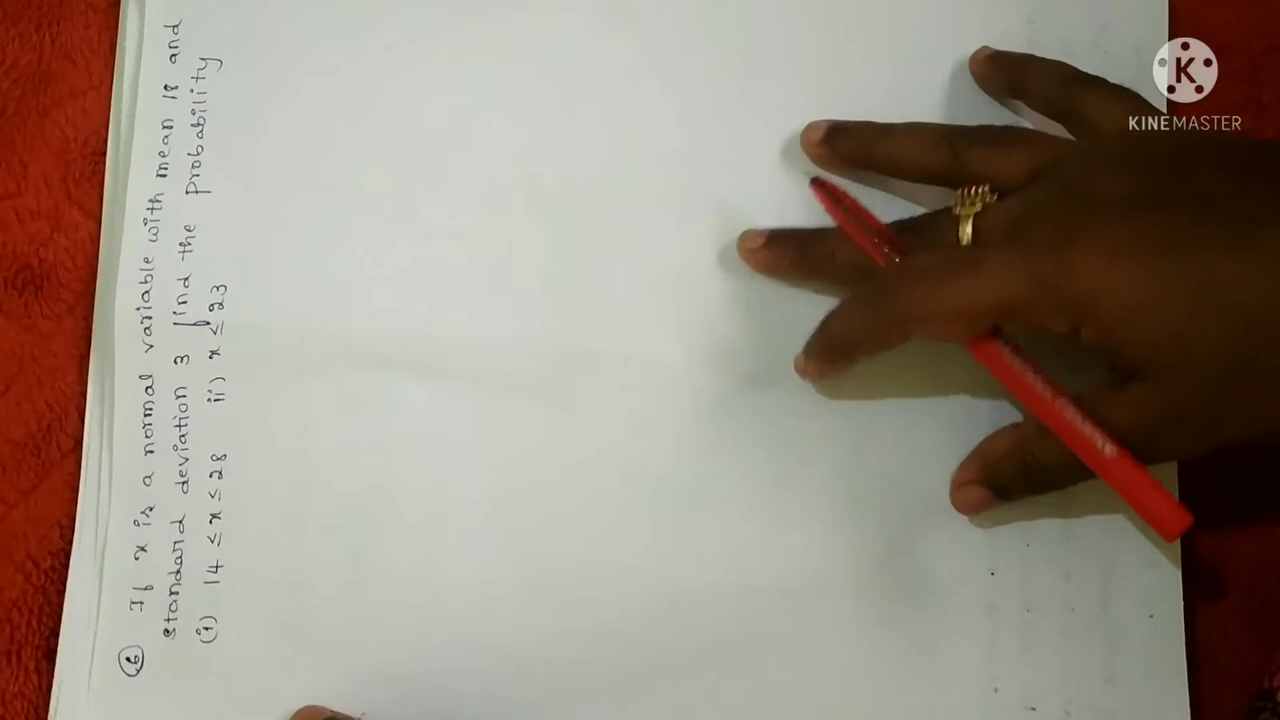 6 If x is a normal variable with mean 18 and
standard deviation 3 find the probability
(i) 14 ≤ x ≤ 28 ii) x ≤ 23
KINEMASTER